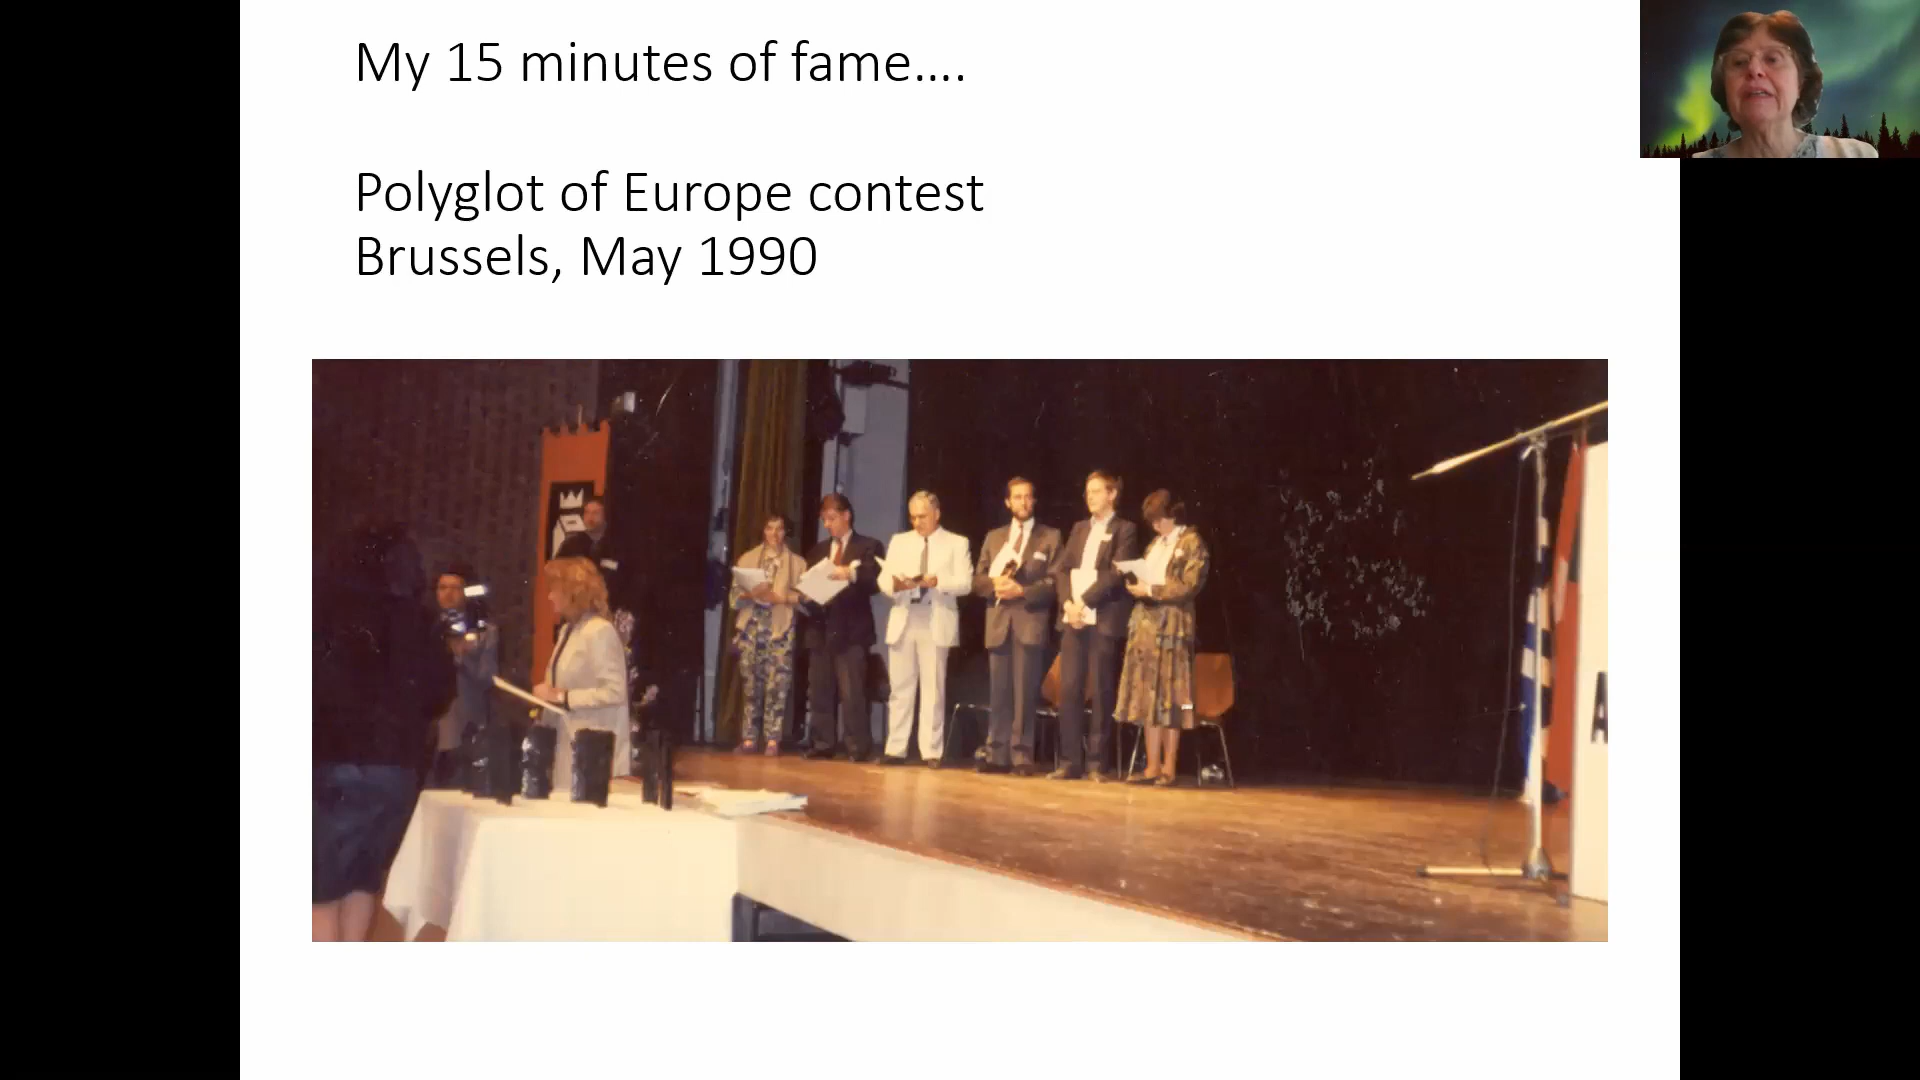 My 15 minutes of fame....
Polyglot of Europe contest
Brussels, May 1990